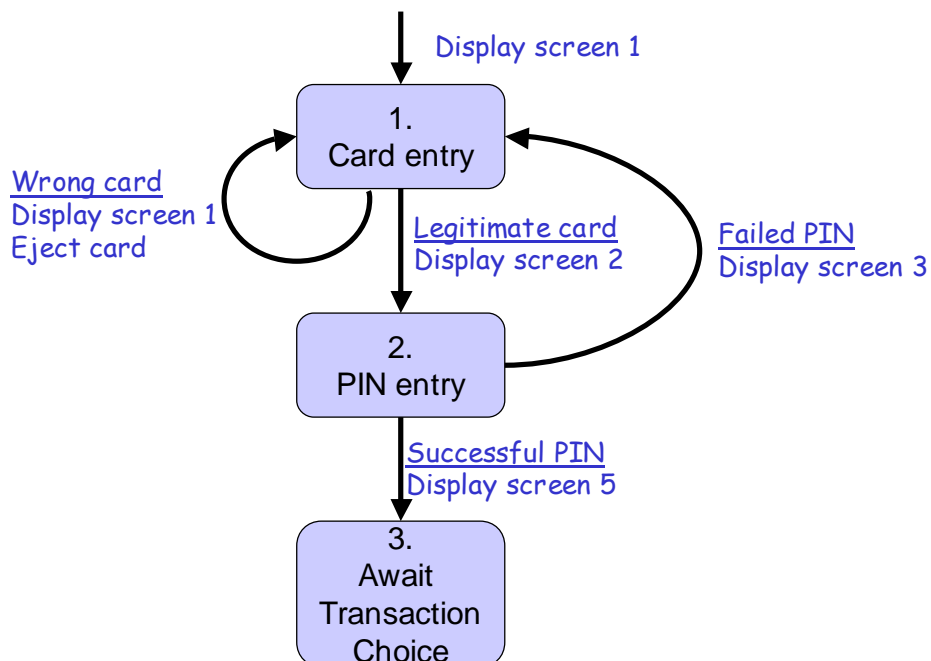 Display screen 1
1.
Card entry
Wrong card
Display screen 1
Eject card
Legitimate card
Display screen 2
Failed PIN
Display screen 3
2.
PIN entry
Successful PIN
Display screen 5
3.
Await
Transaction
Choice